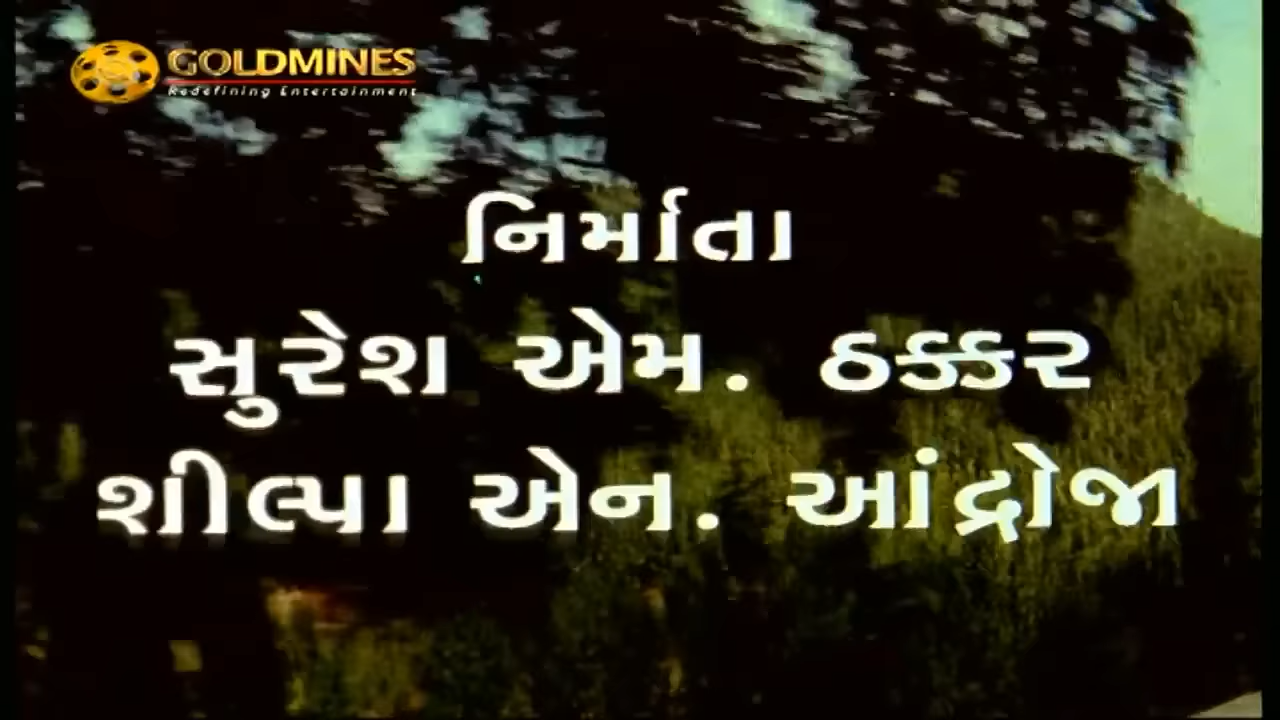 GOLDMINES
Redefining Entertainment
નિર્માતા
સુરેશ એમ. ઠક્કર
શીલ્પા એન. આંદ્રોજા